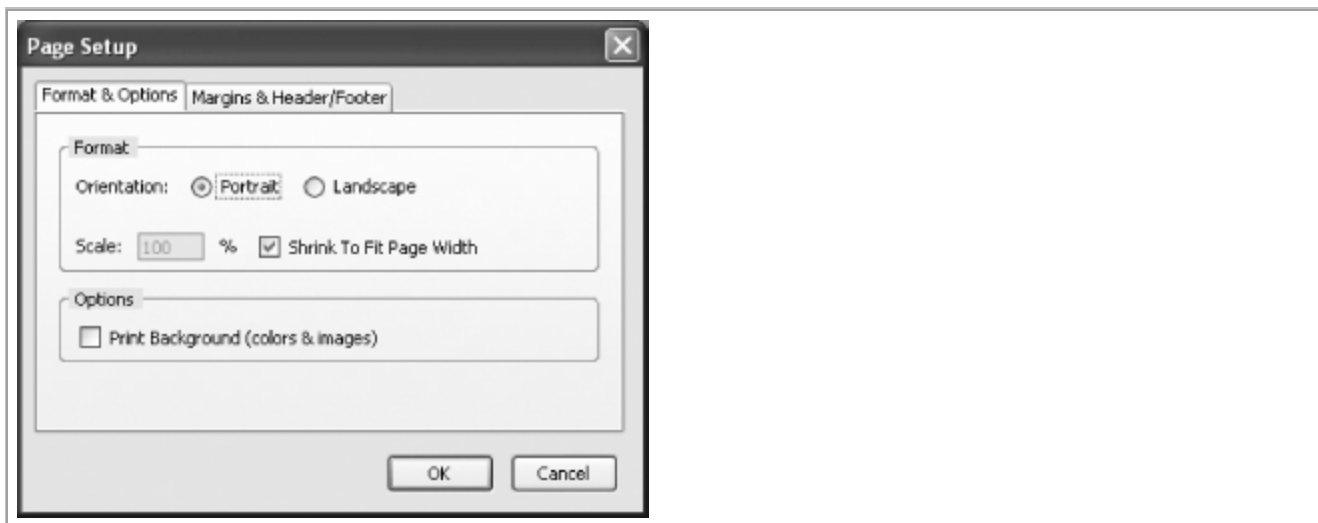 Page Setup
Format & Options Margins & Header/Footer
Format
Orientation: Portrait Landscape
Scale: 100 % Shrink To Fit Page Width
Options
Print Background (colors & images)
OK Cancel